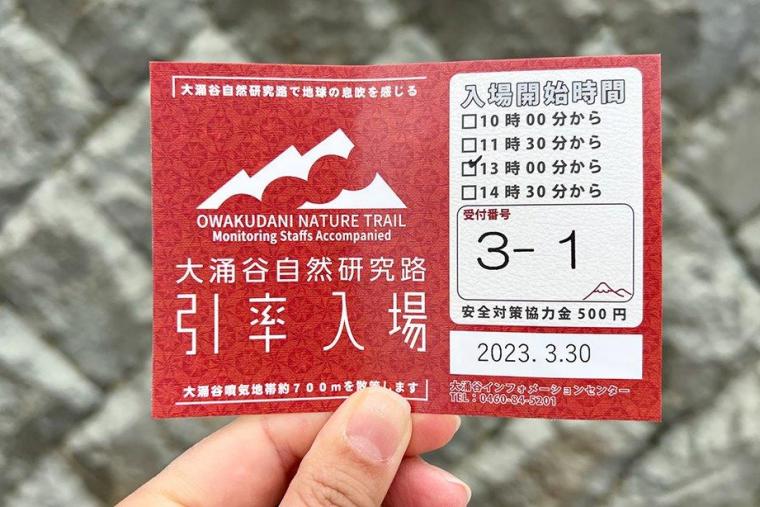 大涌谷自然研究路で地球の息吹を感じる
OWAKUDANI NATURE TRAIL
Monitoring Staffs Accompanied
大涌谷自然研究路
引率入場
大涌谷噴気地帯約700mを散策します
入場開始時間
□10時00分から
□11時30分から
☑13時00分から
□14時30分から
受付番号
3-1
安全対策協力金500円
2023.3.30
大涌谷インフォメーションセンター
TEL:0460-84-5201